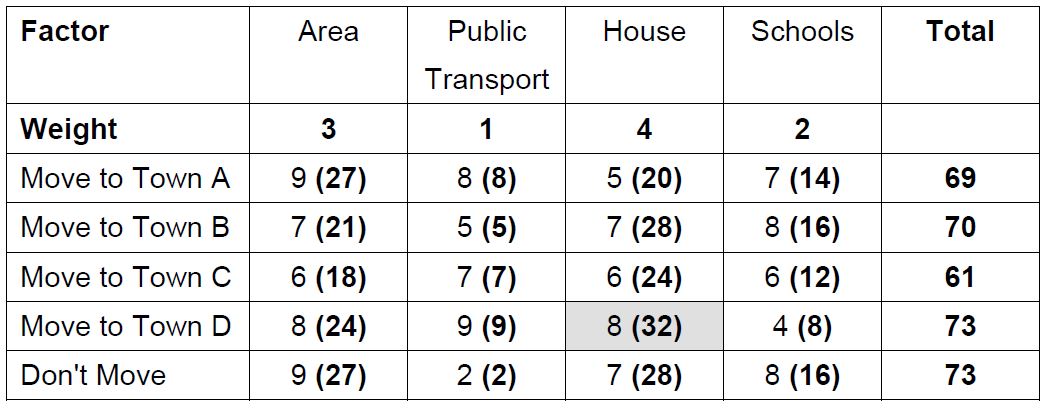 Factor Area Public Transport House Schools Total
Weight 3 1 4 2
Move to Town A 9 (27) 8 (8) 5 (20) 7 (14) 69
Move to Town B 7 (21) 5 (5) 7 (28) 8 (16) 70
Move to Town C 6 (18) 7 (7) 6 (24) 6 (12) 61
Move to Town D 8 (24) 9 (9) 8 (32) 4 (8) 73
Don't Move 9 (27) 2 (2) 7 (28) 8 (16) 73